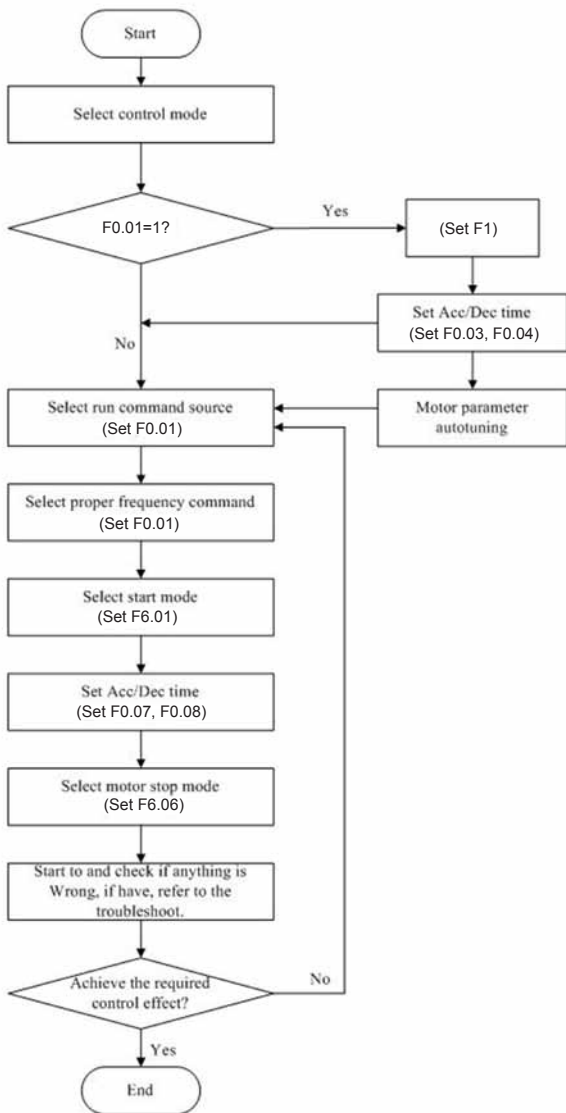 Start
Select control mode
F0.01=1?
Yes
(Set F1)
Set Acc/Dec time
(Set F0.03, F0.04)
No
Select run command source
(Set F0.01)
Motor parameter
autotuning
Select proper frequency command
(Set F0.01)
Select start mode
(Set F6.01)
Set Acc/Dec time
(Set F0.07, F0.08)
Select motor stop mode
(Set F6.06)
Start to and check if anything is
Wrong, if have, refer to the
troubleshoot.
Achieve the required
control effect?
No
Yes
End